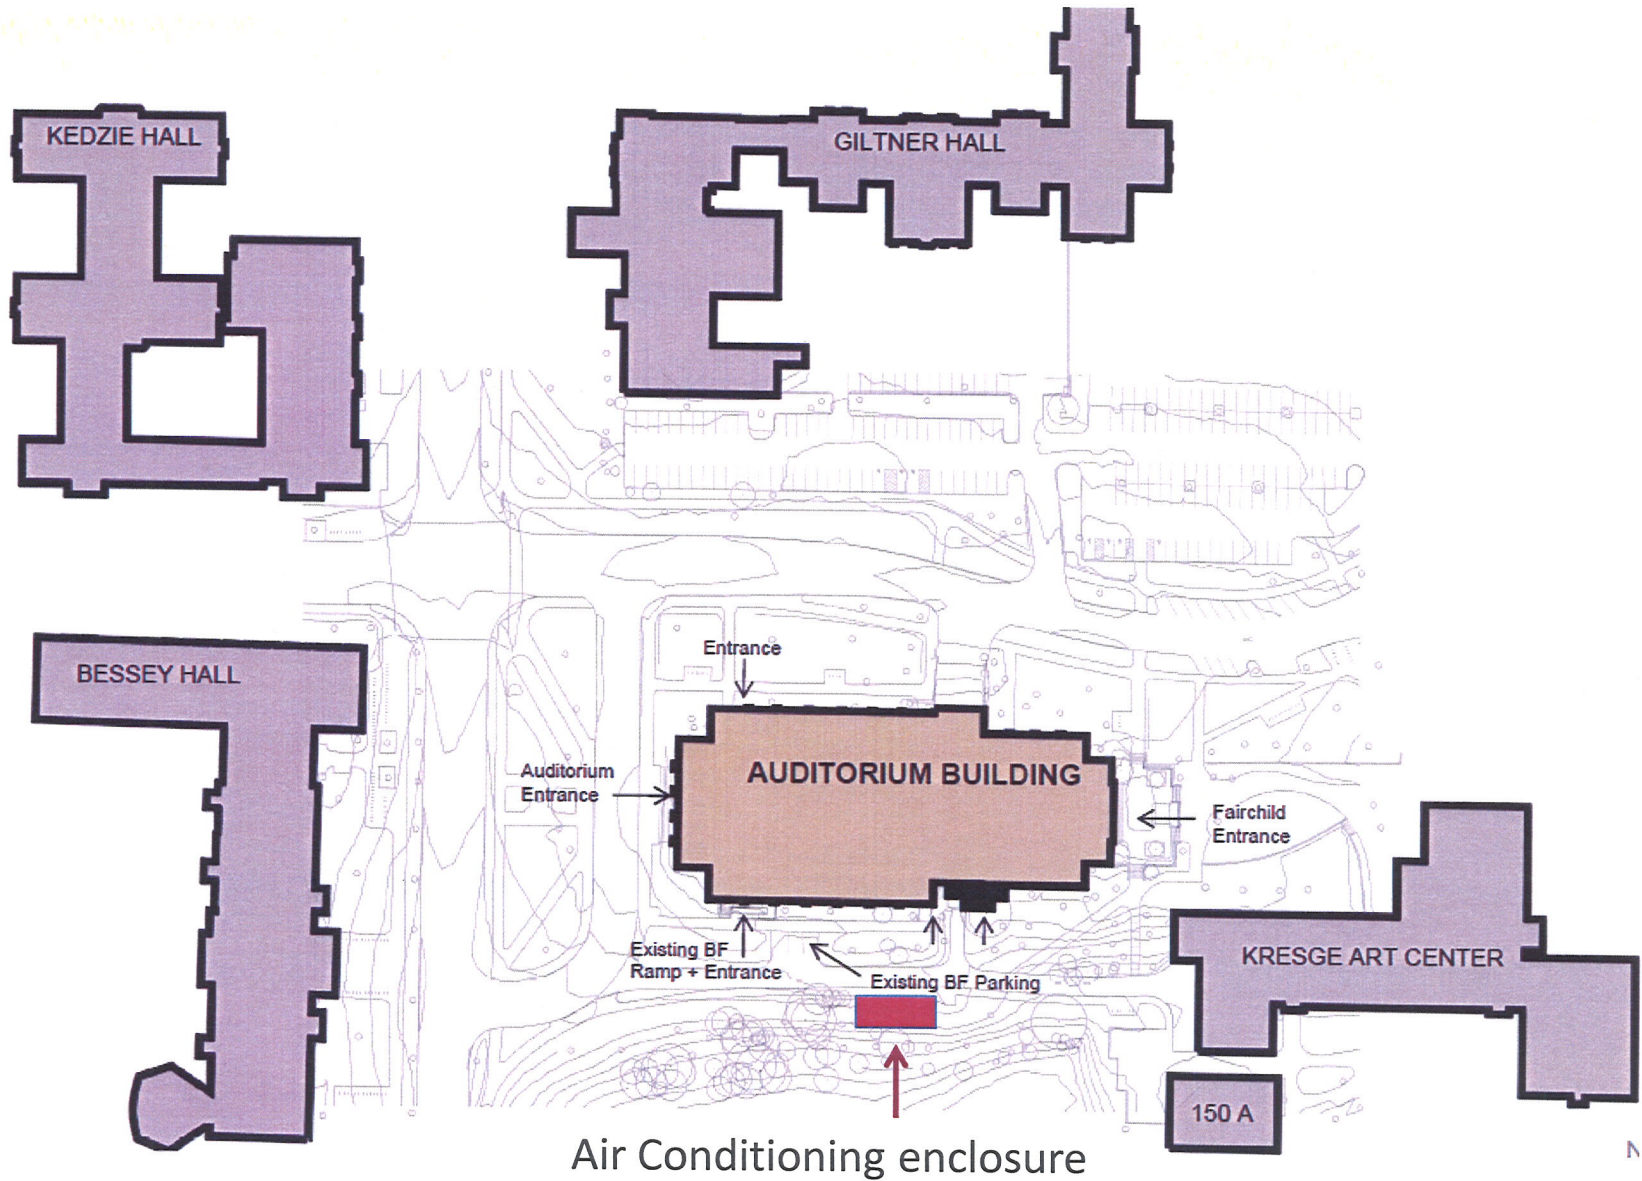 KEDZIE HALL
GILTNER HALL
Entrance
BESSEY HALL
Auditorium
Entrance
AUDITORIUM BUILDING
Fairchild
Entrance
Existing BF
Ramp + Entrance
Existing BF Parking
KRESGE ART CENTER
150 A
Air Conditioning enclosure
N